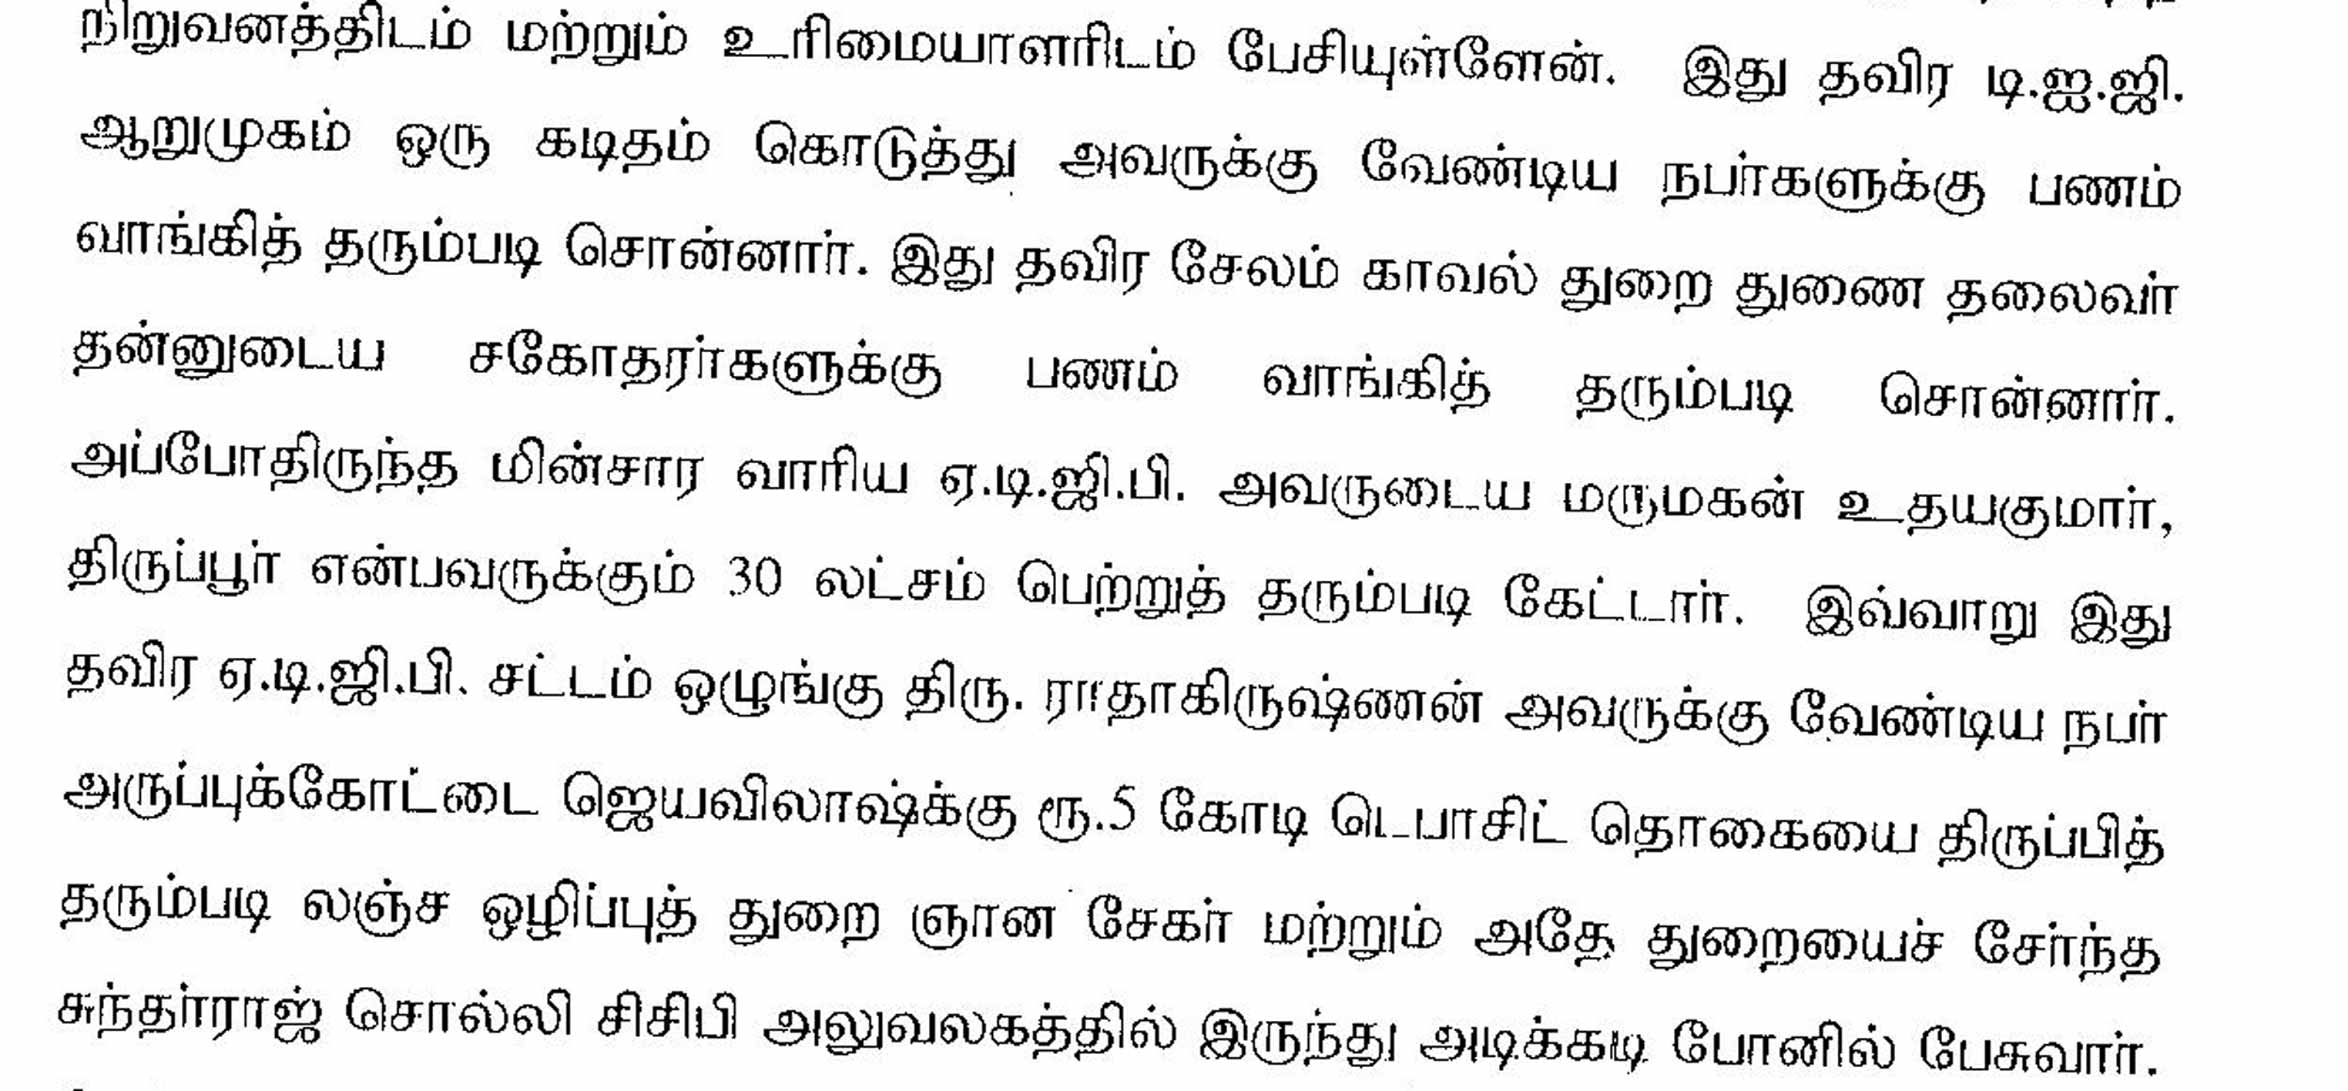 நிறுவனத்திடம் மற்றும் உரிமையாளரிடம் பேசியுள்ளேன். இது தவிர டி.ஐ.ஜி.
ஆறுமுகம் ஒரு கடிதம் கொடுத்து அவருக்கு வேண்டிய நபர்களுக்கு பணம்
வாங்கித் தரும்படி சொன்னார். இது தவிர சேலம் காவல் துறை துணை தலைவர்
தன்னுடைய சகோதரர்களுக்கு பணம் வாங்கித் தரும்படி சொன்னார்.
அப்போதிருந்த மின்சார வாரிய ஏ.டி.ஜி.பி. அவருடைய மருமகன் உதயகுமார்,
திருப்பூர் என்பவருக்கும் 30 லட்சம் பெற்றுத் தரும்படி கேட்டார். இவ்வாறு இது
தவிர ஏ.டி.ஜி.பி. சட்டம் ஒழுங்கு திரு. ராதாகிருஷ்ணன் அவருக்கு வேண்டிய நபர்
அருப்புக்கோட்டை ஜெயவிலாஷ்க்கு ரூ.5 கோடி டெபாசிட் தொகையை திருப்பித்
தரும்படி லஞ்ச ஒழிப்புத் துறை ஞான சேகர் மற்றும் அதே துறையைச் சேர்ந்த
சுந்தர்ராஜ் சொல்லி சிசிபி அலுவலகத்தில் இருந்து அடிக்கடி போனில் பேசுவார்.